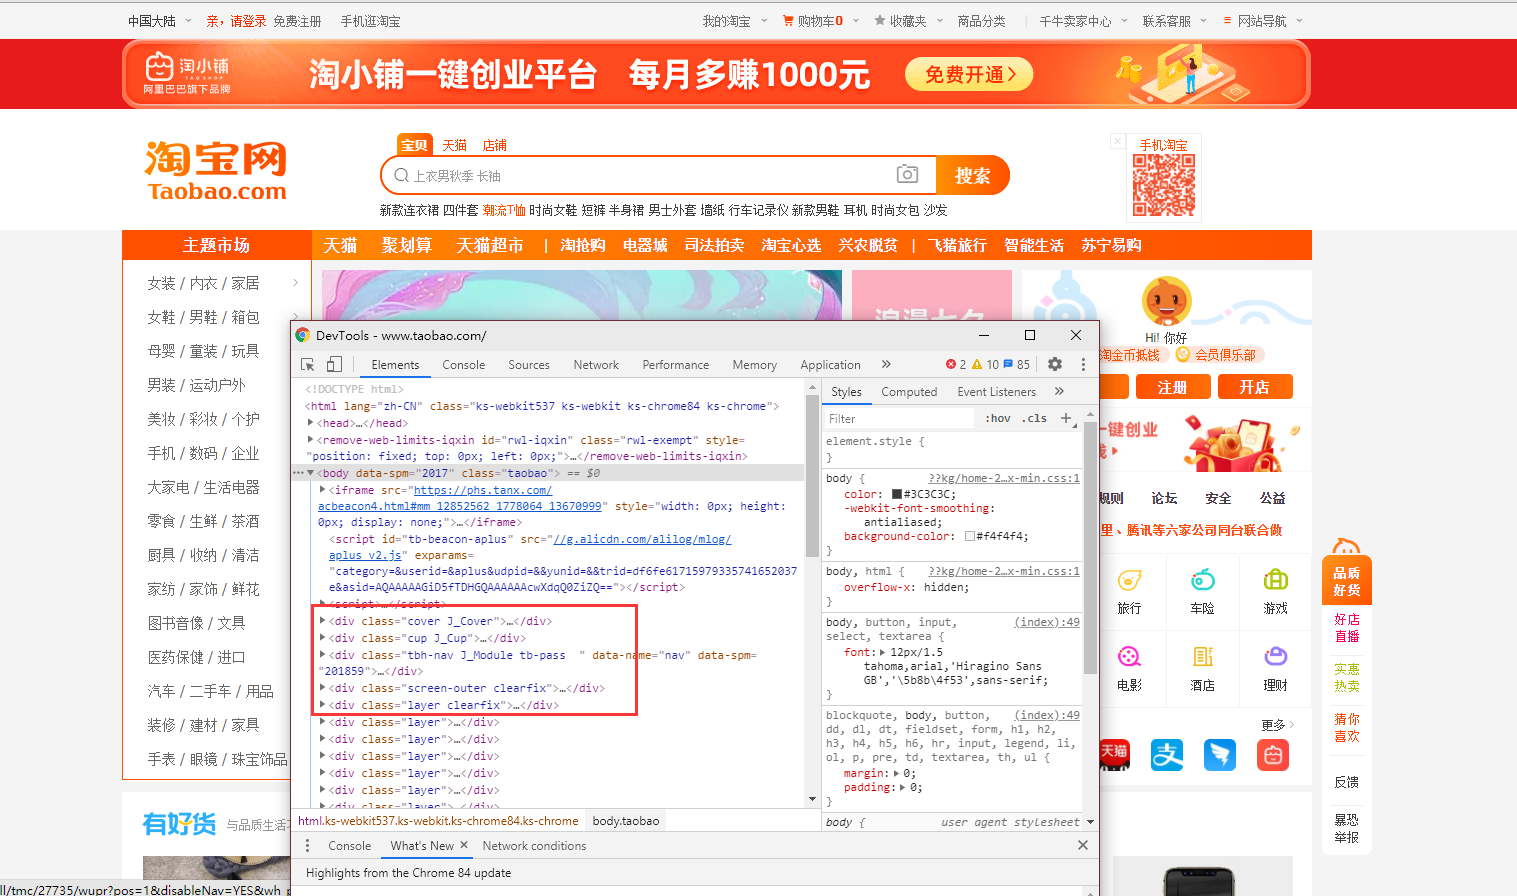 中国大陆 亲，请登录 免费注册 手机逛淘宝 我的淘宝 购物车0 收藏夹 商品分类 千牛卖家中心 联系客服 网站导航
淘小铺
TAO SHOP
阿里巴巴旗下品牌
淘小铺一键创业平台 每月多赚1000元 免费开通
淘宝网
Taobao.com
宝贝 天猫 店铺
上衣男秋季 长袖 搜索
新款连衣裙 四件套 潮流T恤 时尚女鞋 短裤 半身裙 男士外套 墙纸 行车记录仪 新款男鞋 耳机 时尚女包 沙发
手机淘宝
主题市场 天猫 聚划算 天猫超市 | 淘抢购 电器城 司法拍卖 淘宝心选 兴农脱贫 | 飞猪旅行 智能生活 苏宁易购
女装 / 内衣 / 家居
女鞋 / 男鞋 / 箱包
母婴 / 童装 / 玩具
男装 / 运动户外
美妆 / 彩妆 / 个护
手机 / 数码 / 企业
大家电 / 生活电器
零食 / 生鲜 / 茶酒
厨具 / 收纳 / 清洁
家纺 / 家饰 / 鲜花
图书音像 / 文具
医药保健 / 进口
汽车 / 二手车 / 用品
装修 / 建材 / 家具
手表 / 眼镜 / 珠宝饰品
有好货 与品质生活
ll/tmc/27735/wupr?pos=1&disableNav=YES&wh_
DevTools - www.taobao.com/
Elements Console Sources Network Performance Memory Application » 2 10 85
<!DOCTYPE html>
<html lang="zh-CN" class="ks-webkit537 ks-webkit ks-chrome84 ks-chrome">
<head>…</head>
<remove-web-limits-iqxin id="rwl-iqxin" class="rwl-exempt" style=
"position: fixed; top: 0px; left: 0px;">…</remove-web-limits-iqxin>
<body data-spm="2017" class="taobao"> == $0
<iframe src="https://phs.tanx.com/
acbeacon4.html#mm_12852562_1778064_13670999" style="width: 0px; height:
0px; display: none;">…</iframe>
<script id="tb-beacon-aplus" src="//g.alicdn.com/alilog/mlog/
aplus_v2.js" exparams=
"category=&userid=&aplus&udpid=&&yunid=&&trid=df6fe61715979335741652037
e&asid=AQAAAAAGiD5fTDHGQAAAAAAcwXdqQ0ZiZQ=="></script>
<script>…</script>
<div class="cover J_Cover">…</div>
<div class="cup J_Cup">…</div>
<div class="tbh-nav J_Module tb-pass  " data-name="nav" data-spm=
"201859">…</div>
<div class="screen-outer clearfix">…</div>
<div class="layer clearfix">…</div>
<div class="layer">…</div>
<div class="layer">…</div>
<div class="layer">…</div>
<div class="layer">…</div>
<div class="layer">…</div>
<div class="layer">…</div>
html.ks-webkit537.ks-webkit.ks-chrome84.ks-chrome body.taobao
Console What's New × Network conditions
Highlights from the Chrome 84 update
Styles Computed Event Listeners »
Filter :hov .cls +
element.style {
}
body { ??kg/home-2…x-min.css:1
color: #3C3C3C;
-webkit-font-smoothing:
antialiased;
background-color: #f4f4f4;
}
body, html { ??kg/home-2…x-min.css:1
overflow-x: hidden;
}
body, button, input, (index):49
select, textarea {
font: 12px/1.5
tahoma,arial,'Hiragino Sans
GB','\5b8b\4f53',sans-serif;
}
blockquote, body, button, (index):49
dd, dl, dt, fieldset, form, h1, h2,
h3, h4, h5, h6, hr, input, legend, li,
ol, p, pre, td, textarea, th, ul {
margin: 0;
padding: 0;
}
body { user agent stylesheet
Hi! 你好
淘金币抵钱 会员俱乐部
注册 开店
一键创业
规则 论坛 安全 公益
里、腾讯等六家公司同台联合做
旅行 车险 游戏
电影 酒店 理财
更多
天猫
品质
好货
好店
直播
实惠
热卖
猜你
喜欢
反馈
暴恐
举报